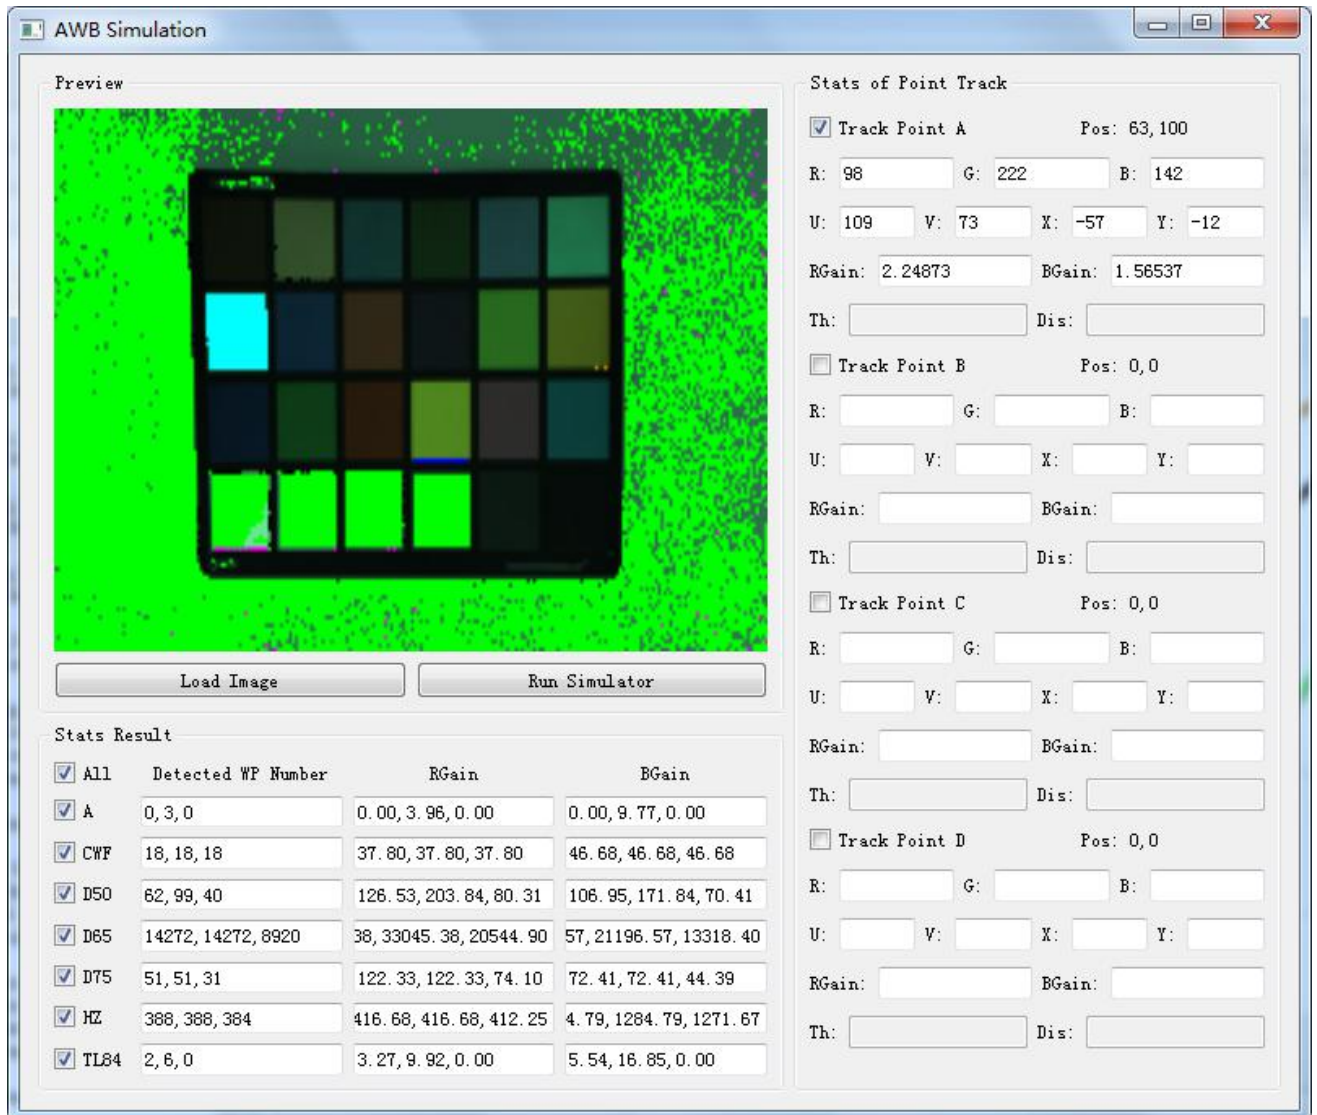 AWB Simulation
Preview
Load Image
Run Simulator
Stats Result
All Detected WP Number RGain BGain
A 0,3,0 0.00,3.96,0.00 0.00,9.77,0.00
CWF 18,18,18 37.80,37.80,37.80 46.68,46.68,46.68
D50 62,99,40 126.53,203.84,80.31 106.95,171.84,70.41
D65 14272,14272,8920 38,33045.38,20544.90 57,21196.57,13318.40
D75 51,51,31 122.33,122.33,74.10 72.41,72.41,44.39
HZ 388,388,384 416.68,416.68,412.25 4.79,1284.79,1271.67
TL84 2,6,0 3.27,9.92,0.00 5.54,16.85,0.00
Stats of Point Track
Track Point A Pos: 63,100
R: 98 G: 222 B: 142
U: 109 V: 73 X: -57 Y: -12
RGain: 2.24873 BGain: 1.56537
Th: Dis:
Track Point B Pos: 0,0
R: G: B:
U: V: X: Y:
RGain: BGain:
Th: Dis:
Track Point C Pos: 0,0
R: G: B:
U: V: X: Y:
RGain: BGain:
Th: Dis:
Track Point D Pos: 0,0
R: G: B:
U: V: X: Y:
RGain: BGain:
Th: Dis: